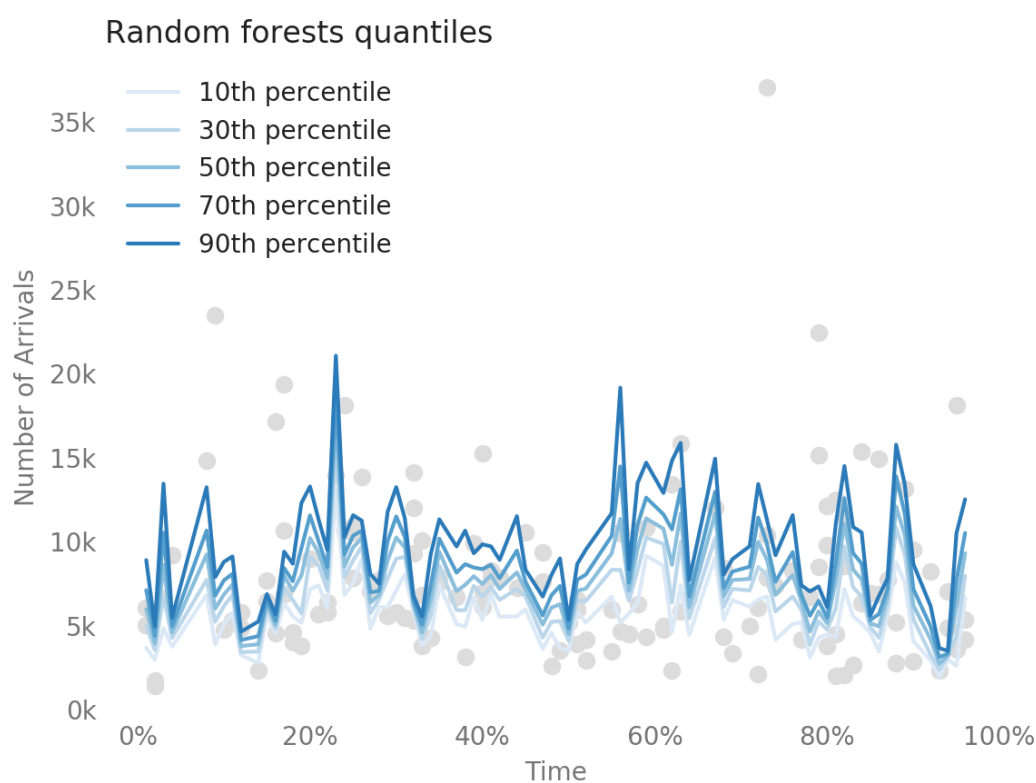 Random forests quantiles
10th percentile
30th percentile
50th percentile
70th percentile
90th percentile
35k
30k
25k
20k
15k
10k
5k
0k
Number of Arrivals
0% 20% 40% 60% 80% 100%
Time